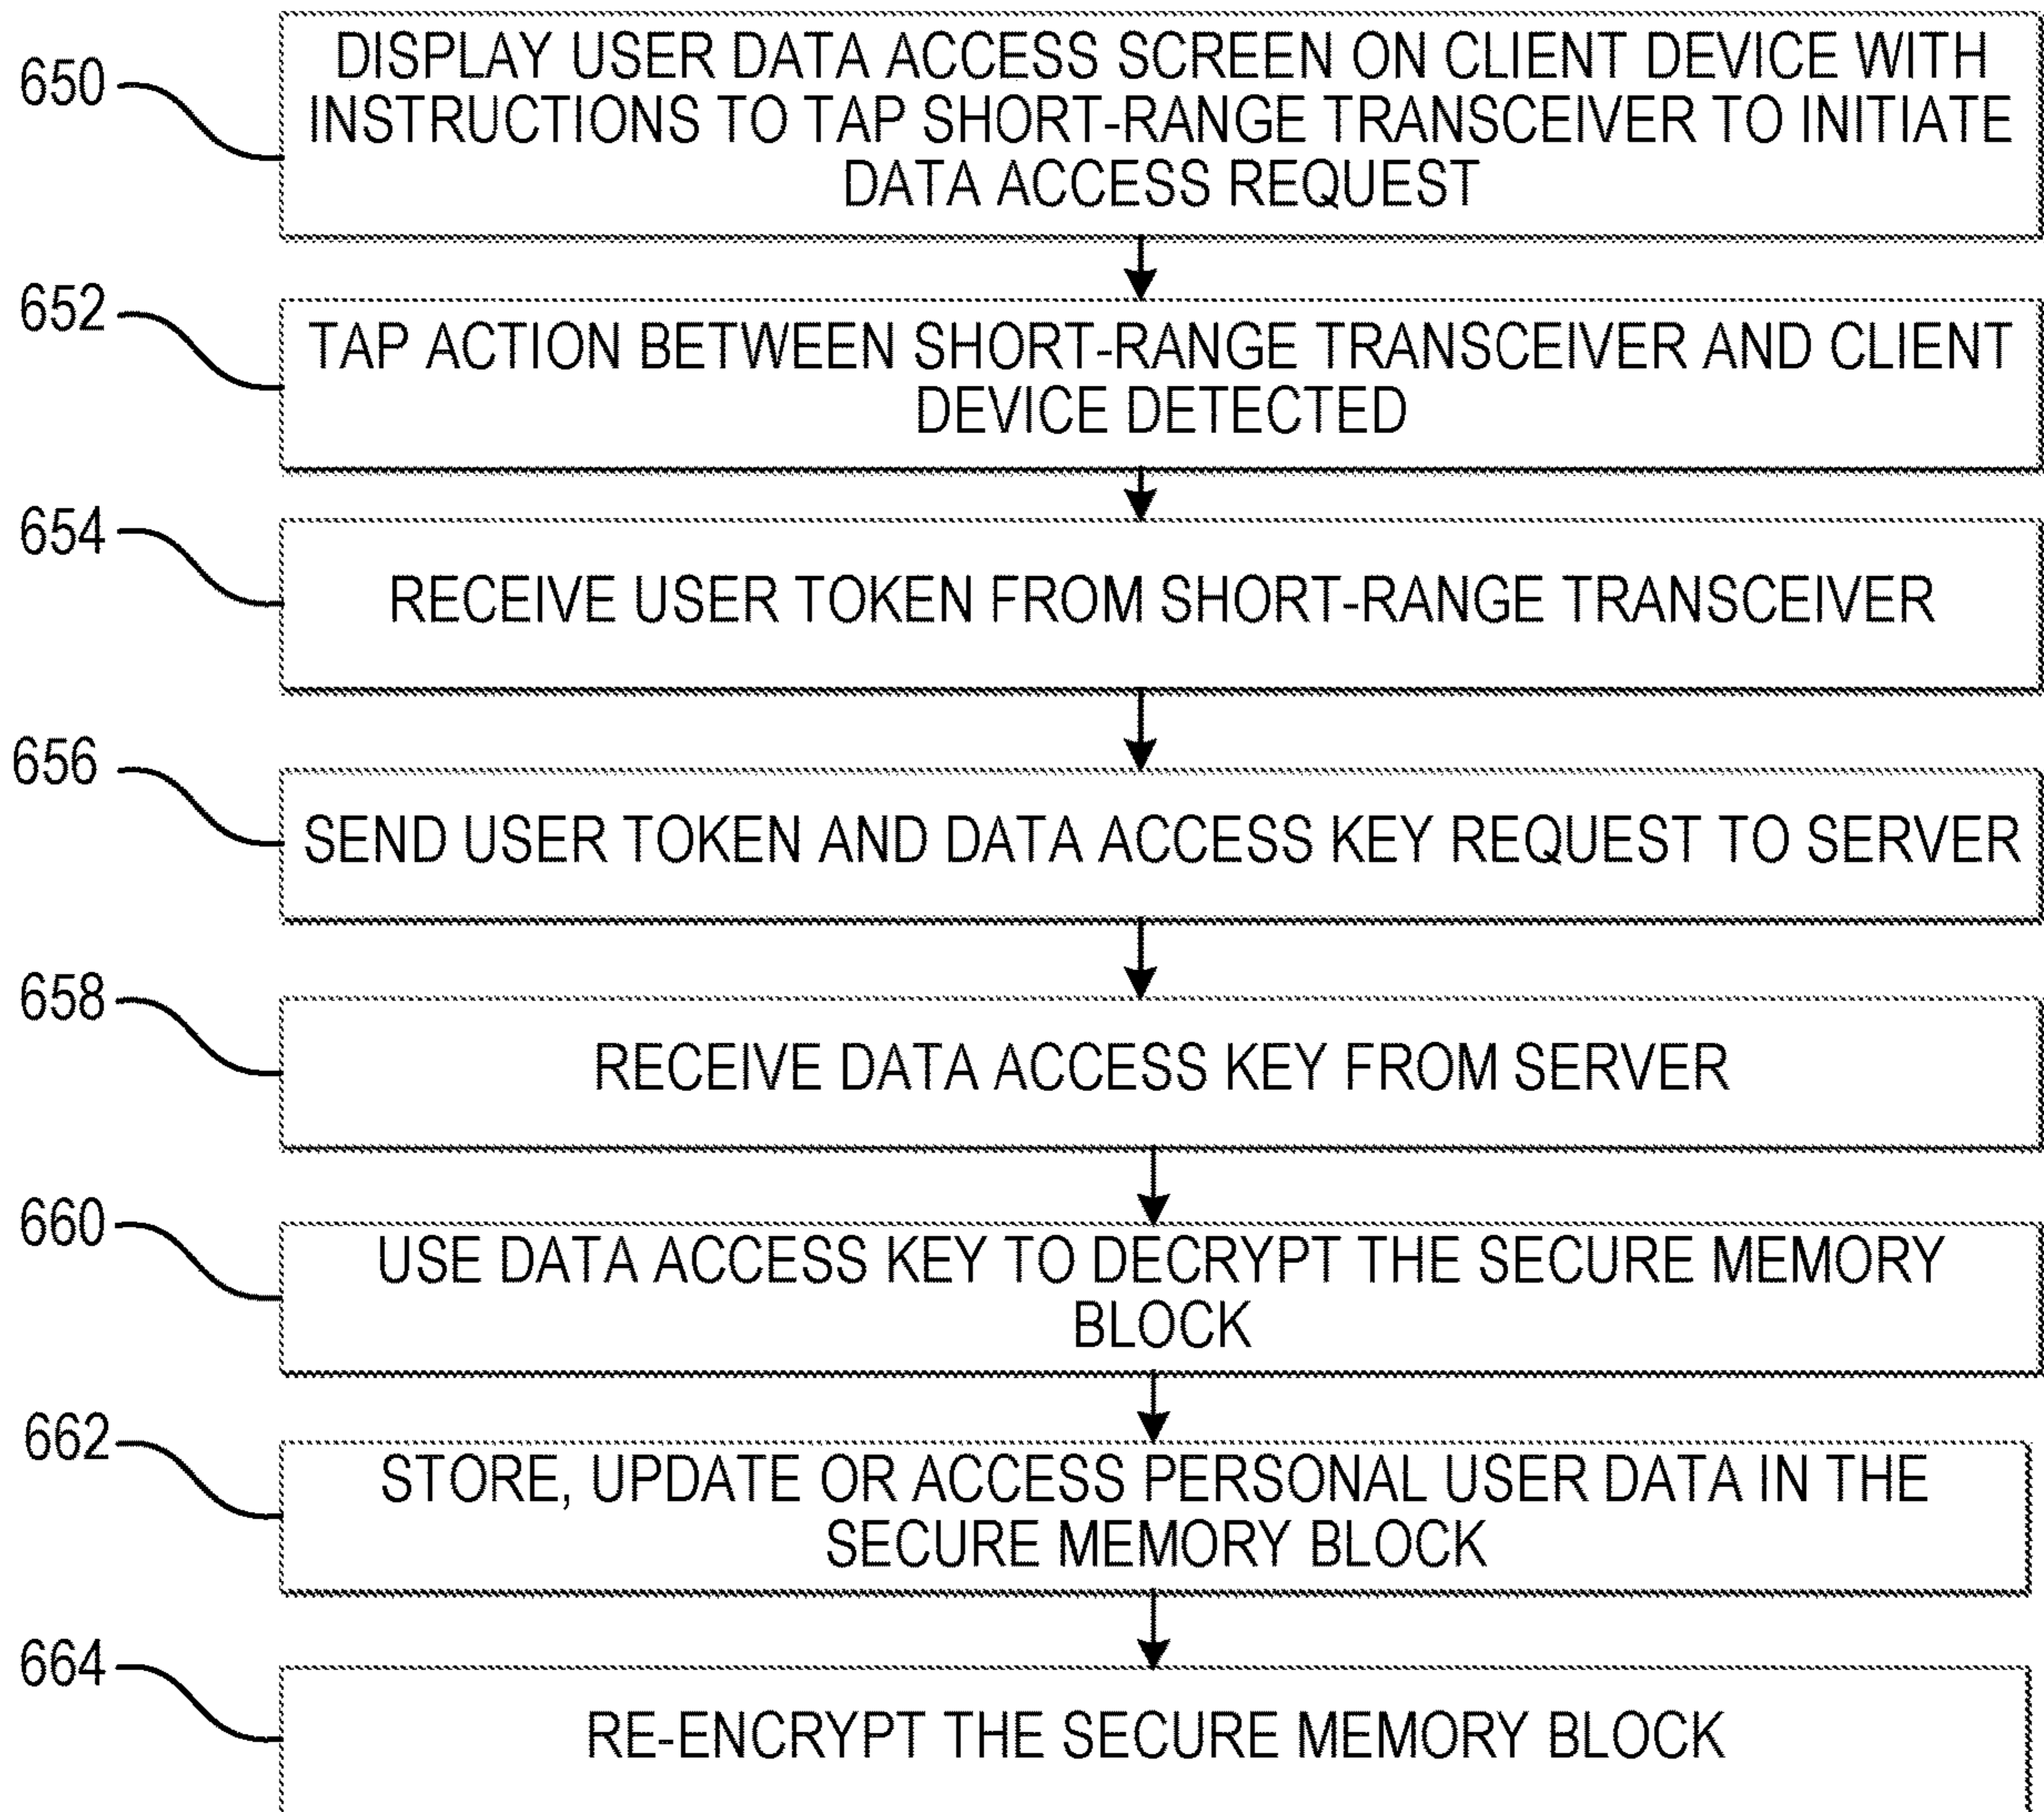 650
DISPLAY USER DATA ACCESS SCREEN ON CLIENT DEVICE WITH
INSTRUCTIONS TO TAP SHORT-RANGE TRANSCEIVER TO INITIATE
DATA ACCESS REQUEST
652
TAP ACTION BETWEEN SHORT-RANGE TRANSCEIVER AND CLIENT
DEVICE DETECTED
654
RECEIVE USER TOKEN FROM SHORT-RANGE TRANSCEIVER
656
SEND USER TOKEN AND DATA ACCESS KEY REQUEST TO SERVER
658
RECEIVE DATA ACCESS KEY FROM SERVER
660
USE DATA ACCESS KEY TO DECRYPT THE SECURE MEMORY
BLOCK
662
STORE, UPDATE OR ACCESS PERSONAL USER DATA IN THE
SECURE MEMORY BLOCK
664
RE-ENCRYPT THE SECURE MEMORY BLOCK